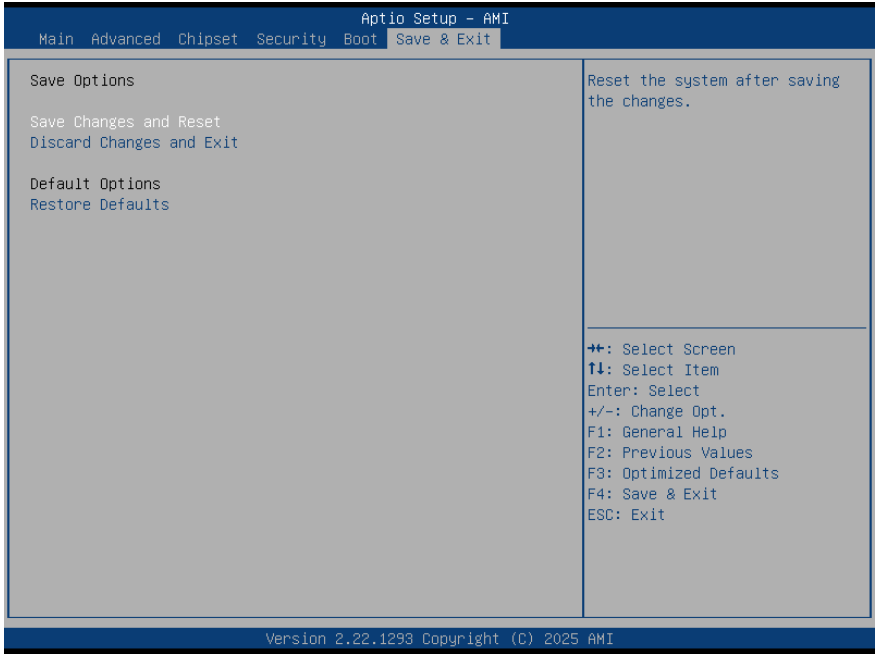 Aptio Setup – AMI
Main Advanced Chipset Security Boot Save & Exit
Save Options
Save Changes and Reset
Discard Changes and Exit
Default Options
Restore Defaults
Reset the system after saving
the changes.
→←: Select Screen
↑↓: Select Item
Enter: Select
+/-: Change Opt.
F1: General Help
F2: Previous Values
F3: Optimized Defaults
F4: Save & Exit
ESC: Exit
Version 2.22.1293 Copyright (C) 2025 AMI